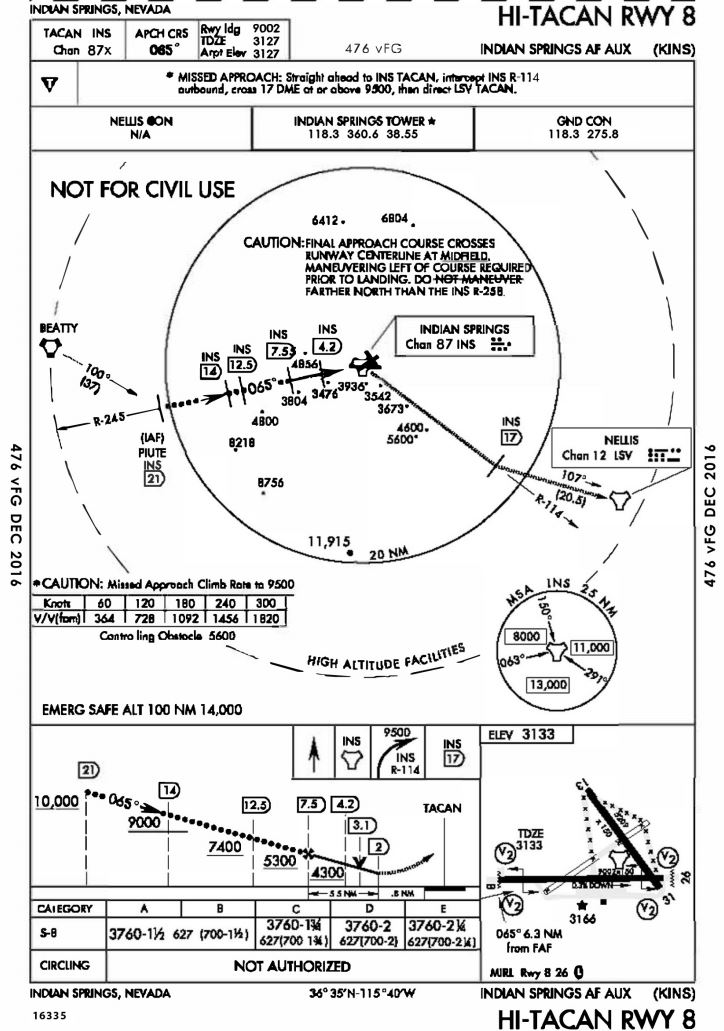 INDIAN SPRINGS, NEVADA
HI-TACAN RWY 8
TACAN INS
Chan 87X
APCH CRS
065°
Rwy ldg 9002
TDZE 3127
Arpt Elev 3127
476 vFG
INDIAN SPRINGS AF AUX (KINS)
T
* MISSED APPROACH: Straight ahead to INS TACAN, intercept INS R-114
outbound, cross 17 DME at or above 9500, then direct LSV TACAN.
NELLIS CON
N/A
INDIAN SPRINGS TOWER ★
118.3 360.6 38.55
GND CON
118.3 275.8
NOT FOR CIVIL USE
6412
6804
CAUTION: FINAL APPROACH COURSE CROSSES
RUNWAY CENTERLINE AT MIDFIELD.
MANEUVERING LEFT OF COURSE REQUIRED
PRIOR TO LANDING. DO NOT MANEUVER
FARTHER NORTH THAN THE INS R-258.
BEATTY
100°
(37)
R-245
(IAF)
PIUTE
INS
21
INS
14
INS
12.5
INS
7.5
INS
4.2
065°
4856
3804
3476
3936
3542
3673
4800
4600
5600
8218
8756
INDIAN SPRINGS
Chan 87 INS
INS
17
NELLIS
Chan 12 LSV
107°
(20.5)
R-114
11,915
20 NM
476 vFG DEC 2016
476 vFG DEC 2016
*CAUTION: Missed Approach Climb Rate to 9500
Knots 60 120 180 240 300
V/V(fpm) 364 728 1092 1456 1820
Controlling Obstacle 5600
HIGH ALTITUDE FACILITIES
MSA INS 25 NM
150°
8000
11,000
063°
291°
13,000
EMERG SAFE ALT 100 NM 14,000
INS
9500
INS
R-114
INS
17
ELEV 3133
21
10,000
065°
14
9000
12.5
7400
7.5
5300
4.2
4300
3.1
2
TACAN
5.5 NM
.8 NM
TDZE
3133
V2
V2
V2
V2
13
8
26
31
9002x150
0.3% DOWN
3166
065° 6.3 NM
from FAF
MIRL Rwy 8 26
CATEGORY A B C D E
S-8 3760-1½ 627 (700-1½) 3760-1¾ 627(700 1¾) 3760-2 627(700-2) 3760-2¼ 627(700-2¼)
CIRCLING NOT AUTHORIZED
INDIAN SPRINGS, NEVADA
36°35'N-115°40'W
INDIAN SPRINGS AF AUX (KINS)
16335
HI-TACAN RWY 8